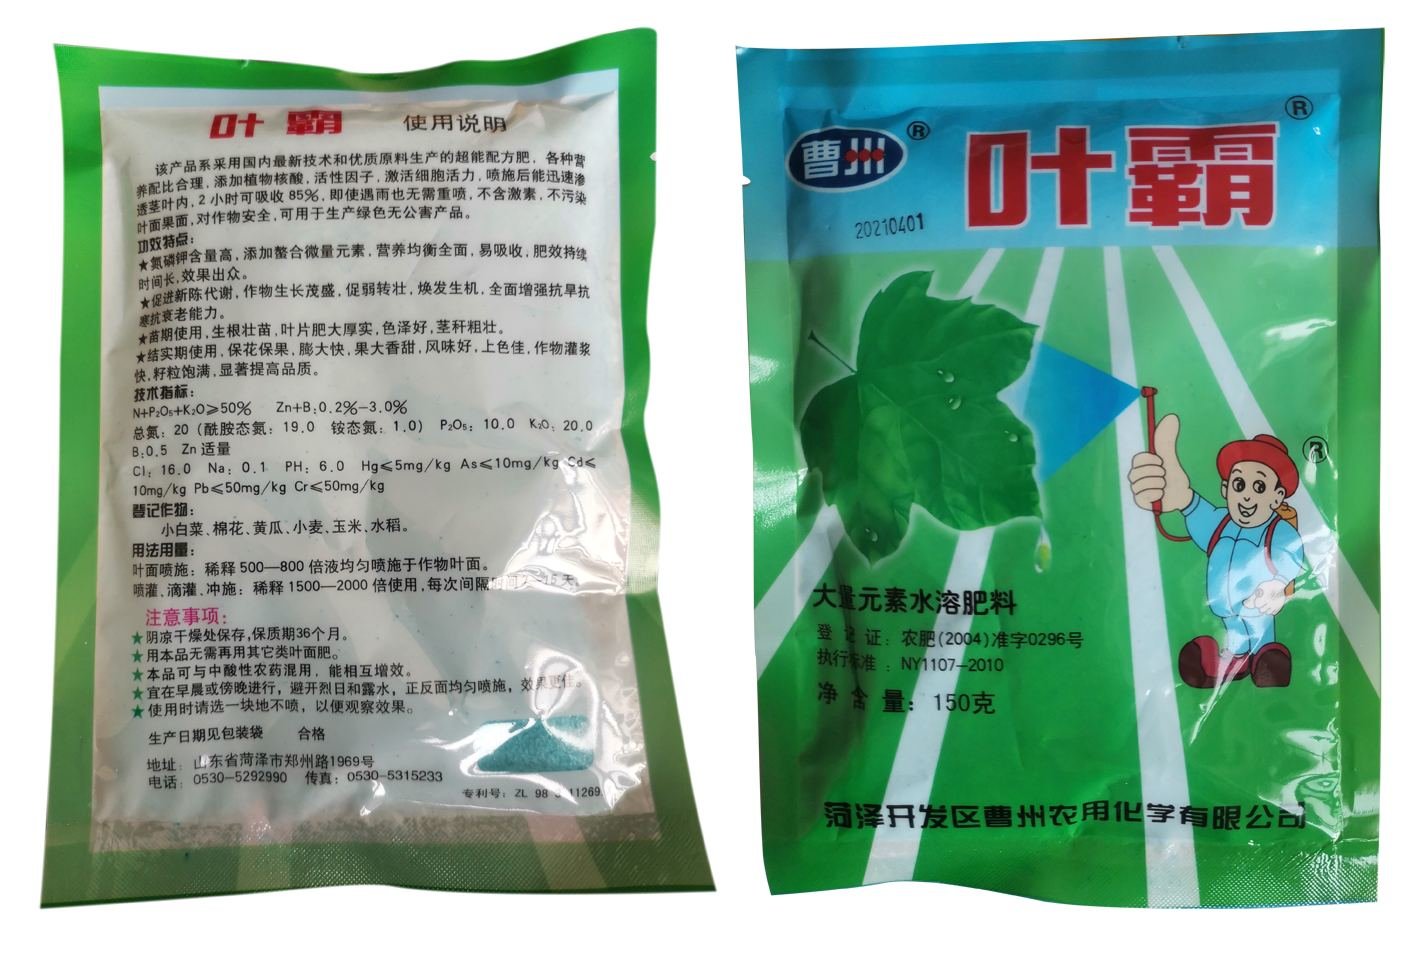 叶霸 使用说明
该产品系采用国内最新技术和优质原料生产的超能配方肥，各种营
养配比合理，添加植物核酸，活性因子，激活细胞活力，喷施后能迅速渗
透茎叶内，2小时可吸收85%，即使遇雨也无需重喷，不含激素，不污染
叶面果面，对作物安全，可用于生产绿色无公害产品。
功效特点：
★氮磷钾含量高，添加螯合微量元素，营养均衡全面，易吸收，肥效持续
时间长，效果出众。
★促进新陈代谢，作物生长茂盛，促弱转壮，焕发生机，全面增强抗旱抗
寒抗衰老能力。
★苗期使用，生根壮苗，叶片肥大厚实，色泽好，茎秆粗壮。
★结实期使用，保花保果，膨大快，果大香甜，风味好，上色佳，作物灌浆
快，籽粒饱满，显著提高品质。
技术指标：
N+P₂O₅+K₂O≥50% Zn+B:0.2%-3.0%
总氮：20（酰胺态氮：19.0 铵态氮：1.0） P₂O₅：10.0 K₂O：20.0
B:0.5 Zn适量
Cl：16.0 Na：0.1 PH：6.0 Hg≤5mg/kg As≤10mg/kg Cd≤
10mg/kg Pb≤50mg/kg Cr≤50mg/kg
登记作物：
小白菜、棉花、黄瓜、小麦、玉米、水稻。
用法用量：
叶面喷施：稀释500—800倍液均匀喷施于作物叶面。
喷灌、滴灌、冲施：稀释1500—2000倍使用，每次间隔时间 15天。
注意事项：
★阴凉干燥处保存，保质期36个月。
★用本品无需再用其它类叶面肥。
★本品可与中酸性农药混用，能相互增效。
★宜在早晨或傍晚进行，避开烈日和露水，正反面均匀喷施，效果更佳。
★使用时请选一块地不喷，以便观察效果。
生产日期见包装袋 合格
地址：山东省菏泽市郑州路1969号
电话：0530-5292990 传真：0530-5315233
专利号：ZL 98 3 11269
曹州®
叶霸®
20210401
®
大量元素水溶肥料
登记证：农肥(2004)准字0296号
执行标准：NY1107-2010
净含量：150克
菏泽开发区曹州农用化学有限公司